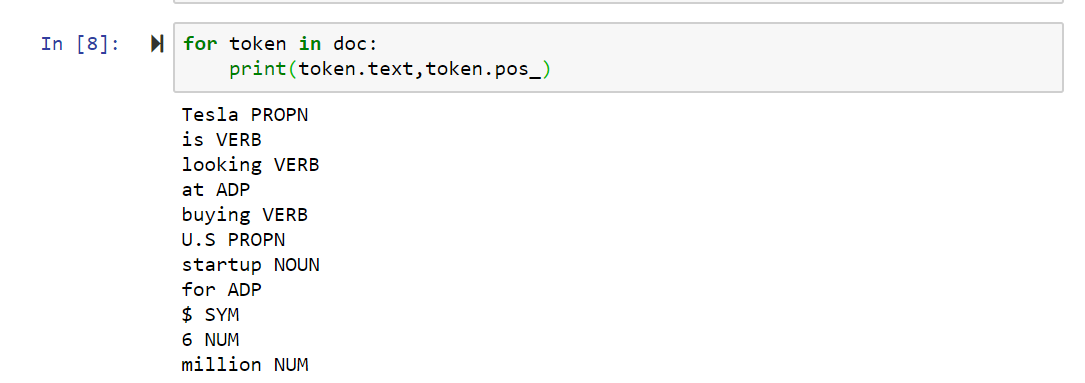 In [8]:
for token in doc:
    print(token.text,token.pos_)
Tesla PROPN
is VERB
looking VERB
at ADP
buying VERB
U.S PROPN
startup NOUN
for ADP
$ SYM
6 NUM
million NUM